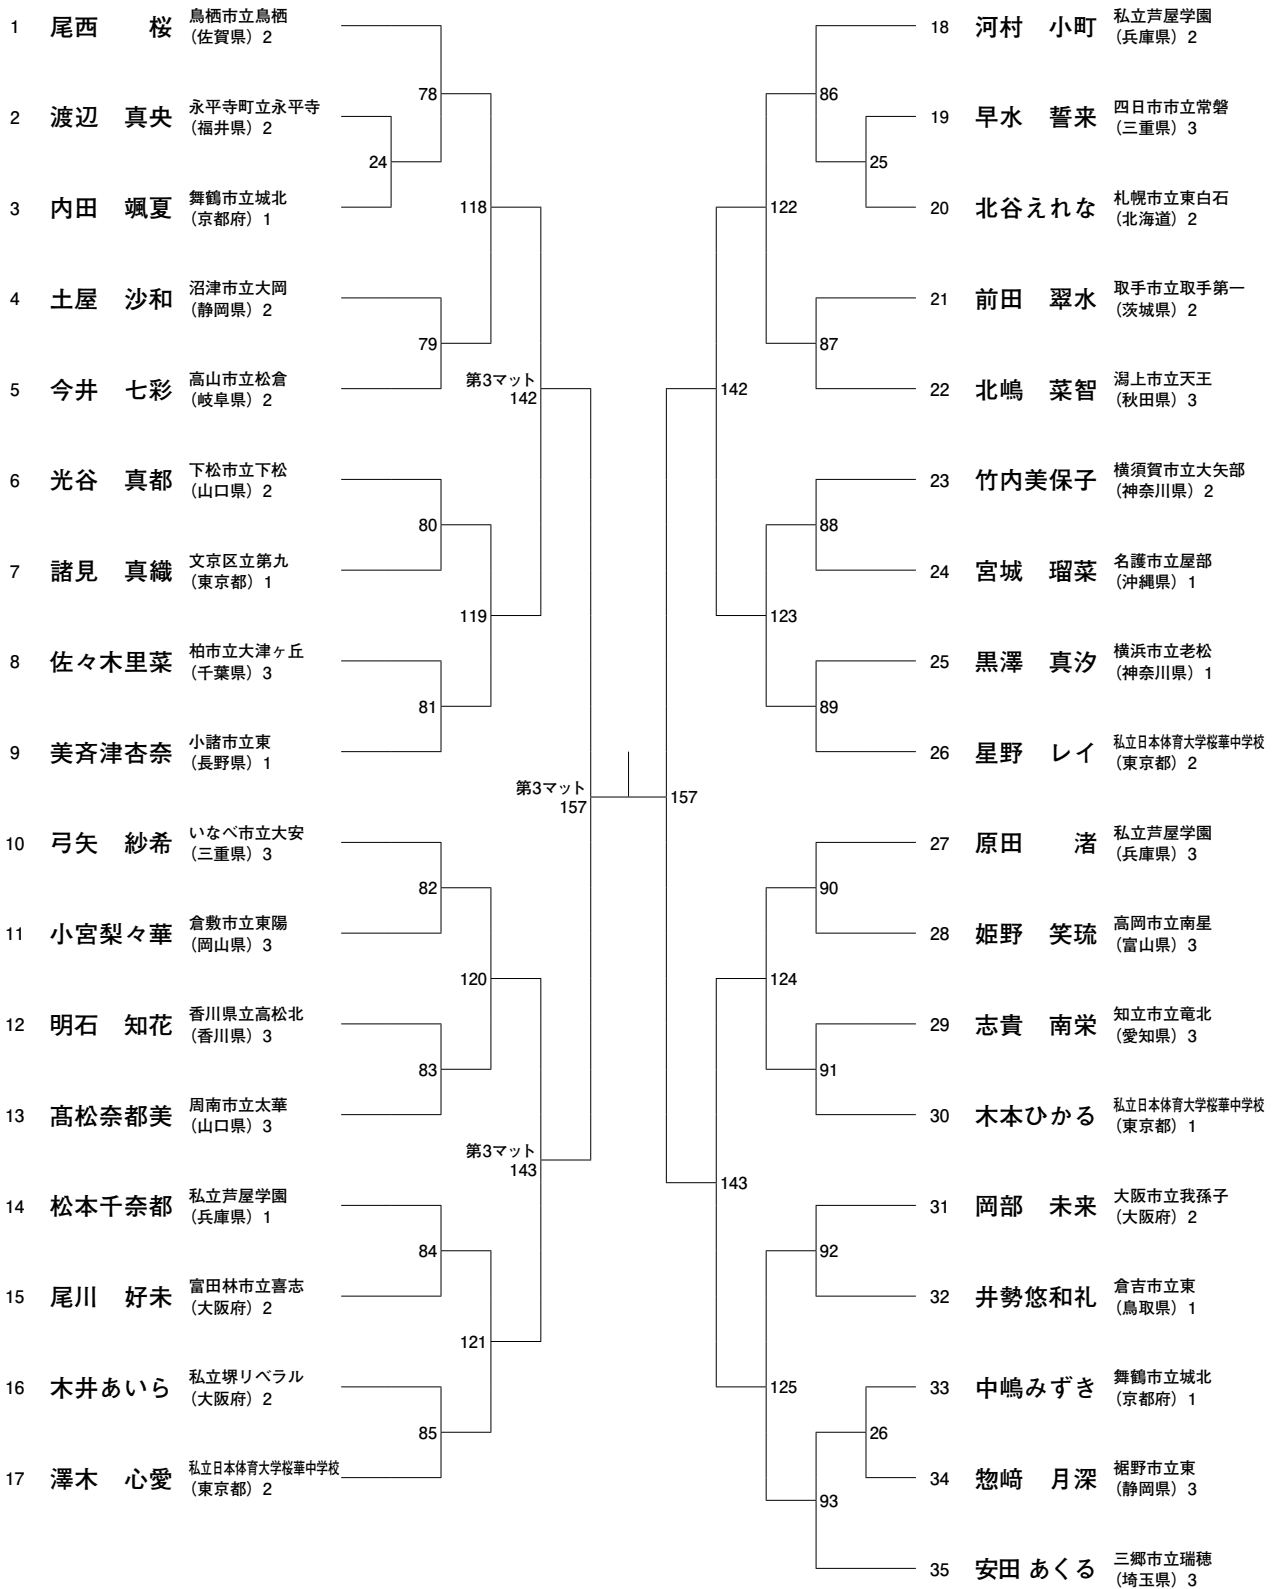 1 尾西　　桜 鳥栖市立鳥栖
(佐賀県) 2
78
2 渡辺　真央 永平寺町立永平寺
(福井県) 2
24
3 内田　颯夏 舞鶴市立城北
(京都府) 1
118
4 土屋　沙和 沼津市立大岡
(静岡県) 2
79
5 今井　七彩 高山市立松倉
(岐阜県) 2
第3マット
142
6 光谷　真都 下松市立下松
(山口県) 2
80
7 諸見　真織 文京区立第九
(東京都) 1
119
8 佐々木里菜 柏市立大津ヶ丘
(千葉県) 3
81
9 美斉津杏奈 小諸市立東
(長野県) 1
第3マット
157
10 弓矢　紗希 いなべ市立大安
(三重県) 3
82
11 小宮梨々華 倉敷市立東陽
(岡山県) 3
120
12 明石　知花 香川県立高松北
(香川県) 3
83
13 髙松奈都美 周南市立太華
(山口県) 3
第3マット
143
14 松本千奈都 私立芦屋学園
(兵庫県) 1
84
15 尾川　好未 富田林市立喜志
(大阪府) 2
121
16 木井あいら 私立堺リベラル
(大阪府) 2
85
17 澤木　心愛 私立日本体育大学桜華中学校
(東京都) 2
18 河村　小町 私立芦屋学園
(兵庫県) 2
86
19 早水　誓来 四日市市立常磐
(三重県) 3
25
20 北谷えれな 札幌市立東白石
(北海道) 2
122
21 前田　翠水 取手市立取手第一
(茨城県) 2
87
22 北嶋　菜智 潟上市立天王
(秋田県) 3
142
23 竹内美保子 横須賀市立大矢部
(神奈川県) 2
88
24 宮城　瑠菜 名護市立屋部
(沖縄県) 1
123
25 黒澤　真汐 横浜市立老松
(神奈川県) 1
89
26 星野　レイ 私立日本体育大学桜華中学校
(東京都) 2
157
27 原田　　渚 私立芦屋学園
(兵庫県) 3
90
28 姫野　笑琉 高岡市立南星
(富山県) 3
124
29 志貴　南栄 知立市立竜北
(愛知県) 3
91
30 木本ひかる 私立日本体育大学桜華中学校
(東京都) 1
143
31 岡部　未来 大阪市立我孫子
(大阪府) 2
92
32 井勢悠和礼 倉吉市立東
(鳥取県) 1
125
33 中嶋みずき 舞鶴市立城北
(京都府) 1
26
34 惣﨑　月深 裾野市立東
(静岡県) 3
93
35 安田 あくる 三郷市立瑞穂
(埼玉県) 3